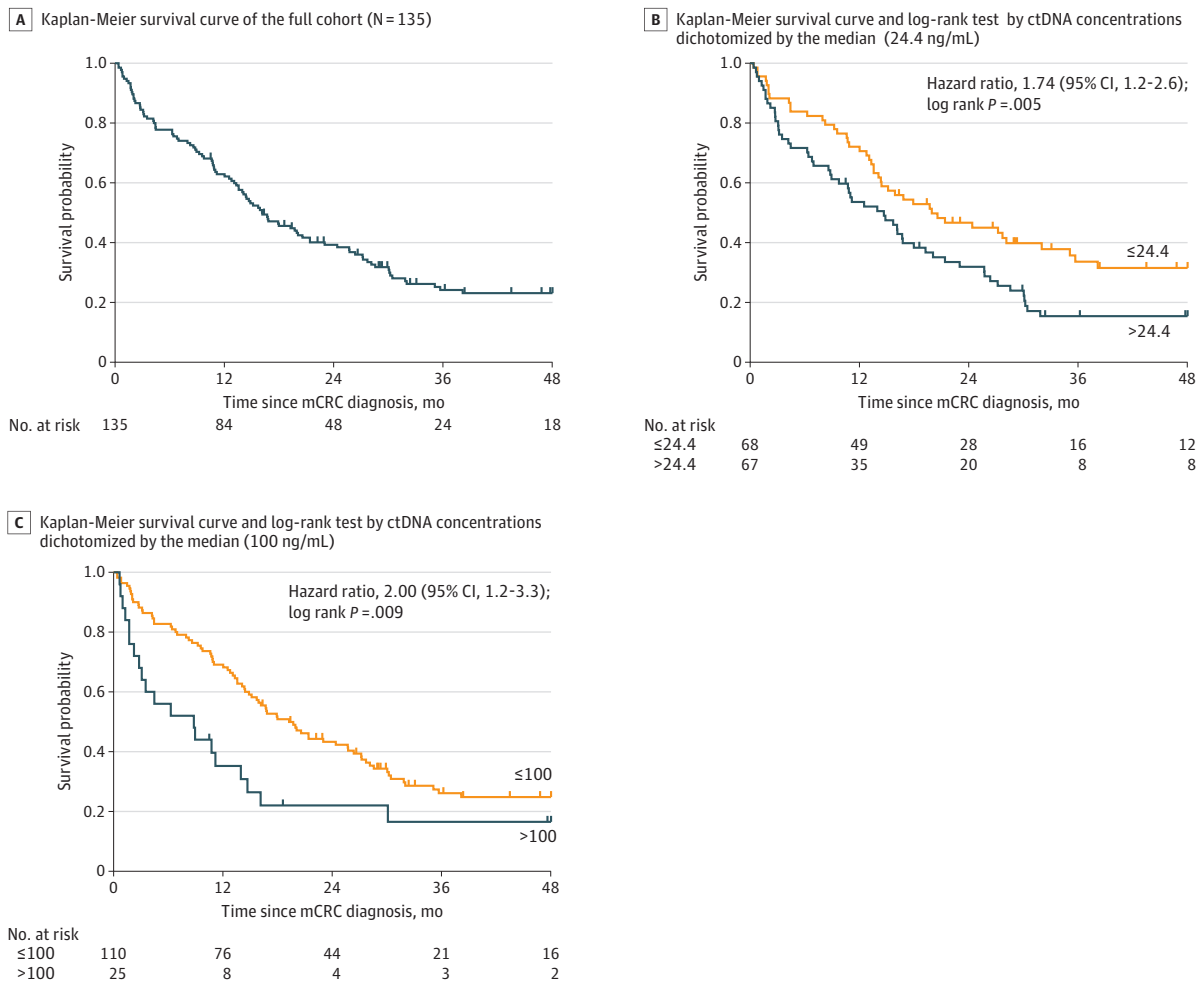 A Kaplan-Meier survival curve of the full cohort (N = 135)
Survival probability
1.0
0.8
0.6
0.4
0.2
0
0 12 24 36 48
Time since mCRC diagnosis, mo
No. at risk 135 84 48 24 18
B Kaplan-Meier survival curve and log-rank test by ctDNA concentrations
dichotomized by the median (24.4 ng/mL)
Hazard ratio, 1.74 (95% CI, 1.2-2.6);
log rank P =.005
Survival probability
1.0
0.8
0.6
0.4
0.2
0
≤24.4
>24.4
0 12 24 36 48
Time since mCRC diagnosis, mo
No. at risk
≤24.4 68 49 28 16 12
>24.4 67 35 20 8 8
C Kaplan-Meier survival curve and log-rank test by ctDNA concentrations
dichotomized by the median (100 ng/mL)
Hazard ratio, 2.00 (95% CI, 1.2-3.3);
log rank P =.009
Survival probability
1.0
0.8
0.6
0.4
0.2
0
≤100
>100
0 12 24 36 48
Time since mCRC diagnosis, mo
No. at risk
≤100 110 76 44 21 16
>100 25 8 4 3 2